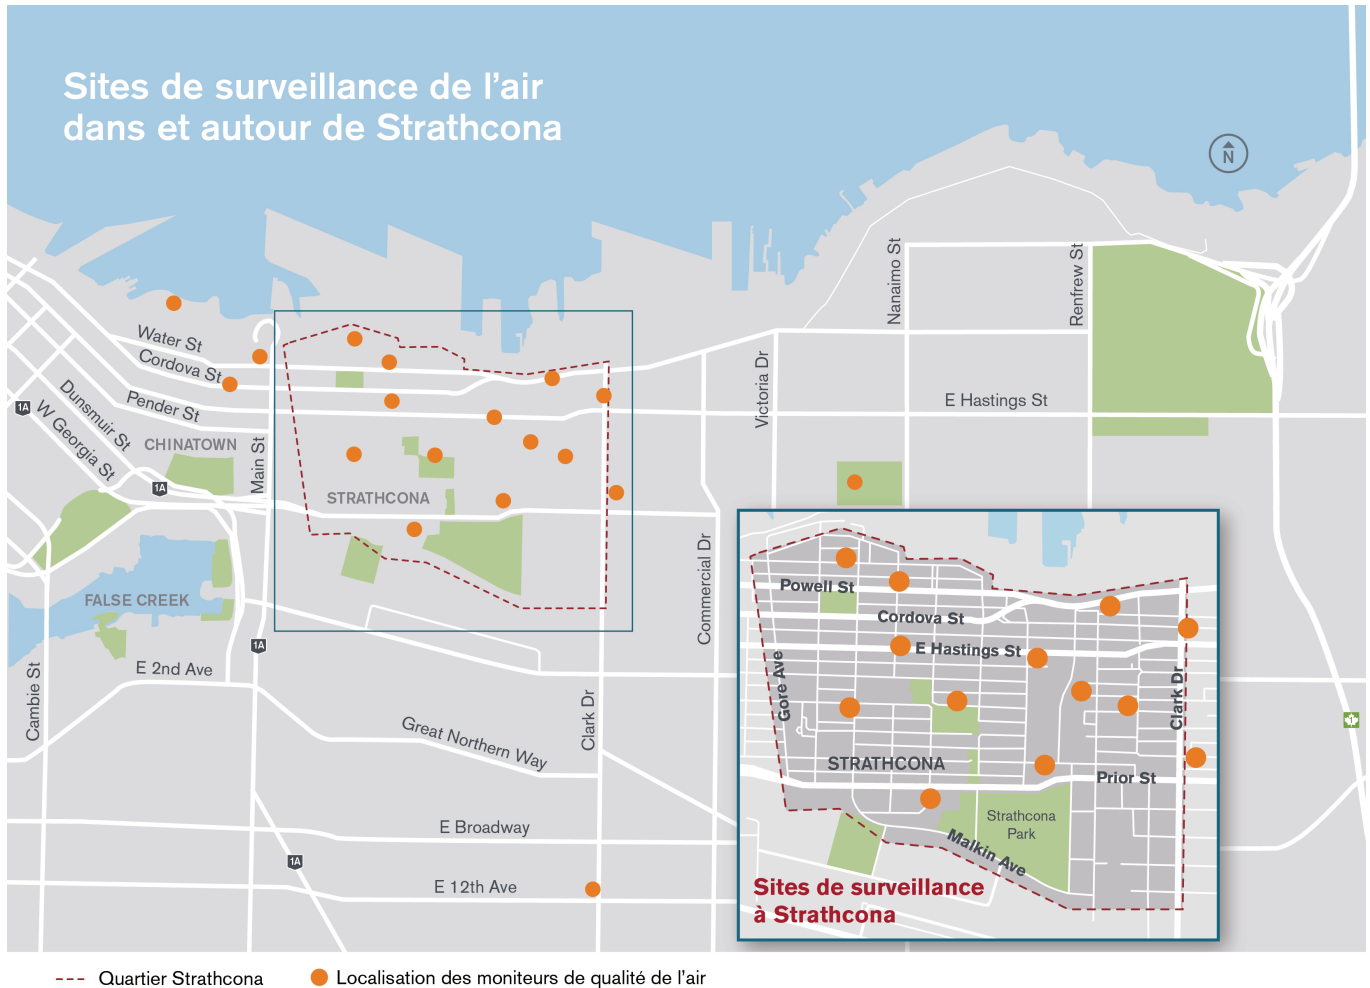 Sites de surveillance de l'air
dans et autour de Strathcona
N
Nanaimo St
Renfrew St
Water St
Cordova St
Pender St
Dunsmuir St
W Georgia St
1A
CHINATOWN
1A
Main St
Victoria Dr
E Hastings St
STRATHCONA
Commercial Dr
FALSE CREEK
1A
E 2nd Ave
Cambie St
Great Northern Way
Clark Dr
E Broadway
1A
E 12th Ave
Powell St
Cordova St
E Hastings St
Gore Ave
Clark Dr
STRATHCONA
Prior St
Strathcona
Park
Malkin Ave
Sites de surveillance
à Strathcona
1
Quartier Strathcona
Localisation des moniteurs de qualité de l'air